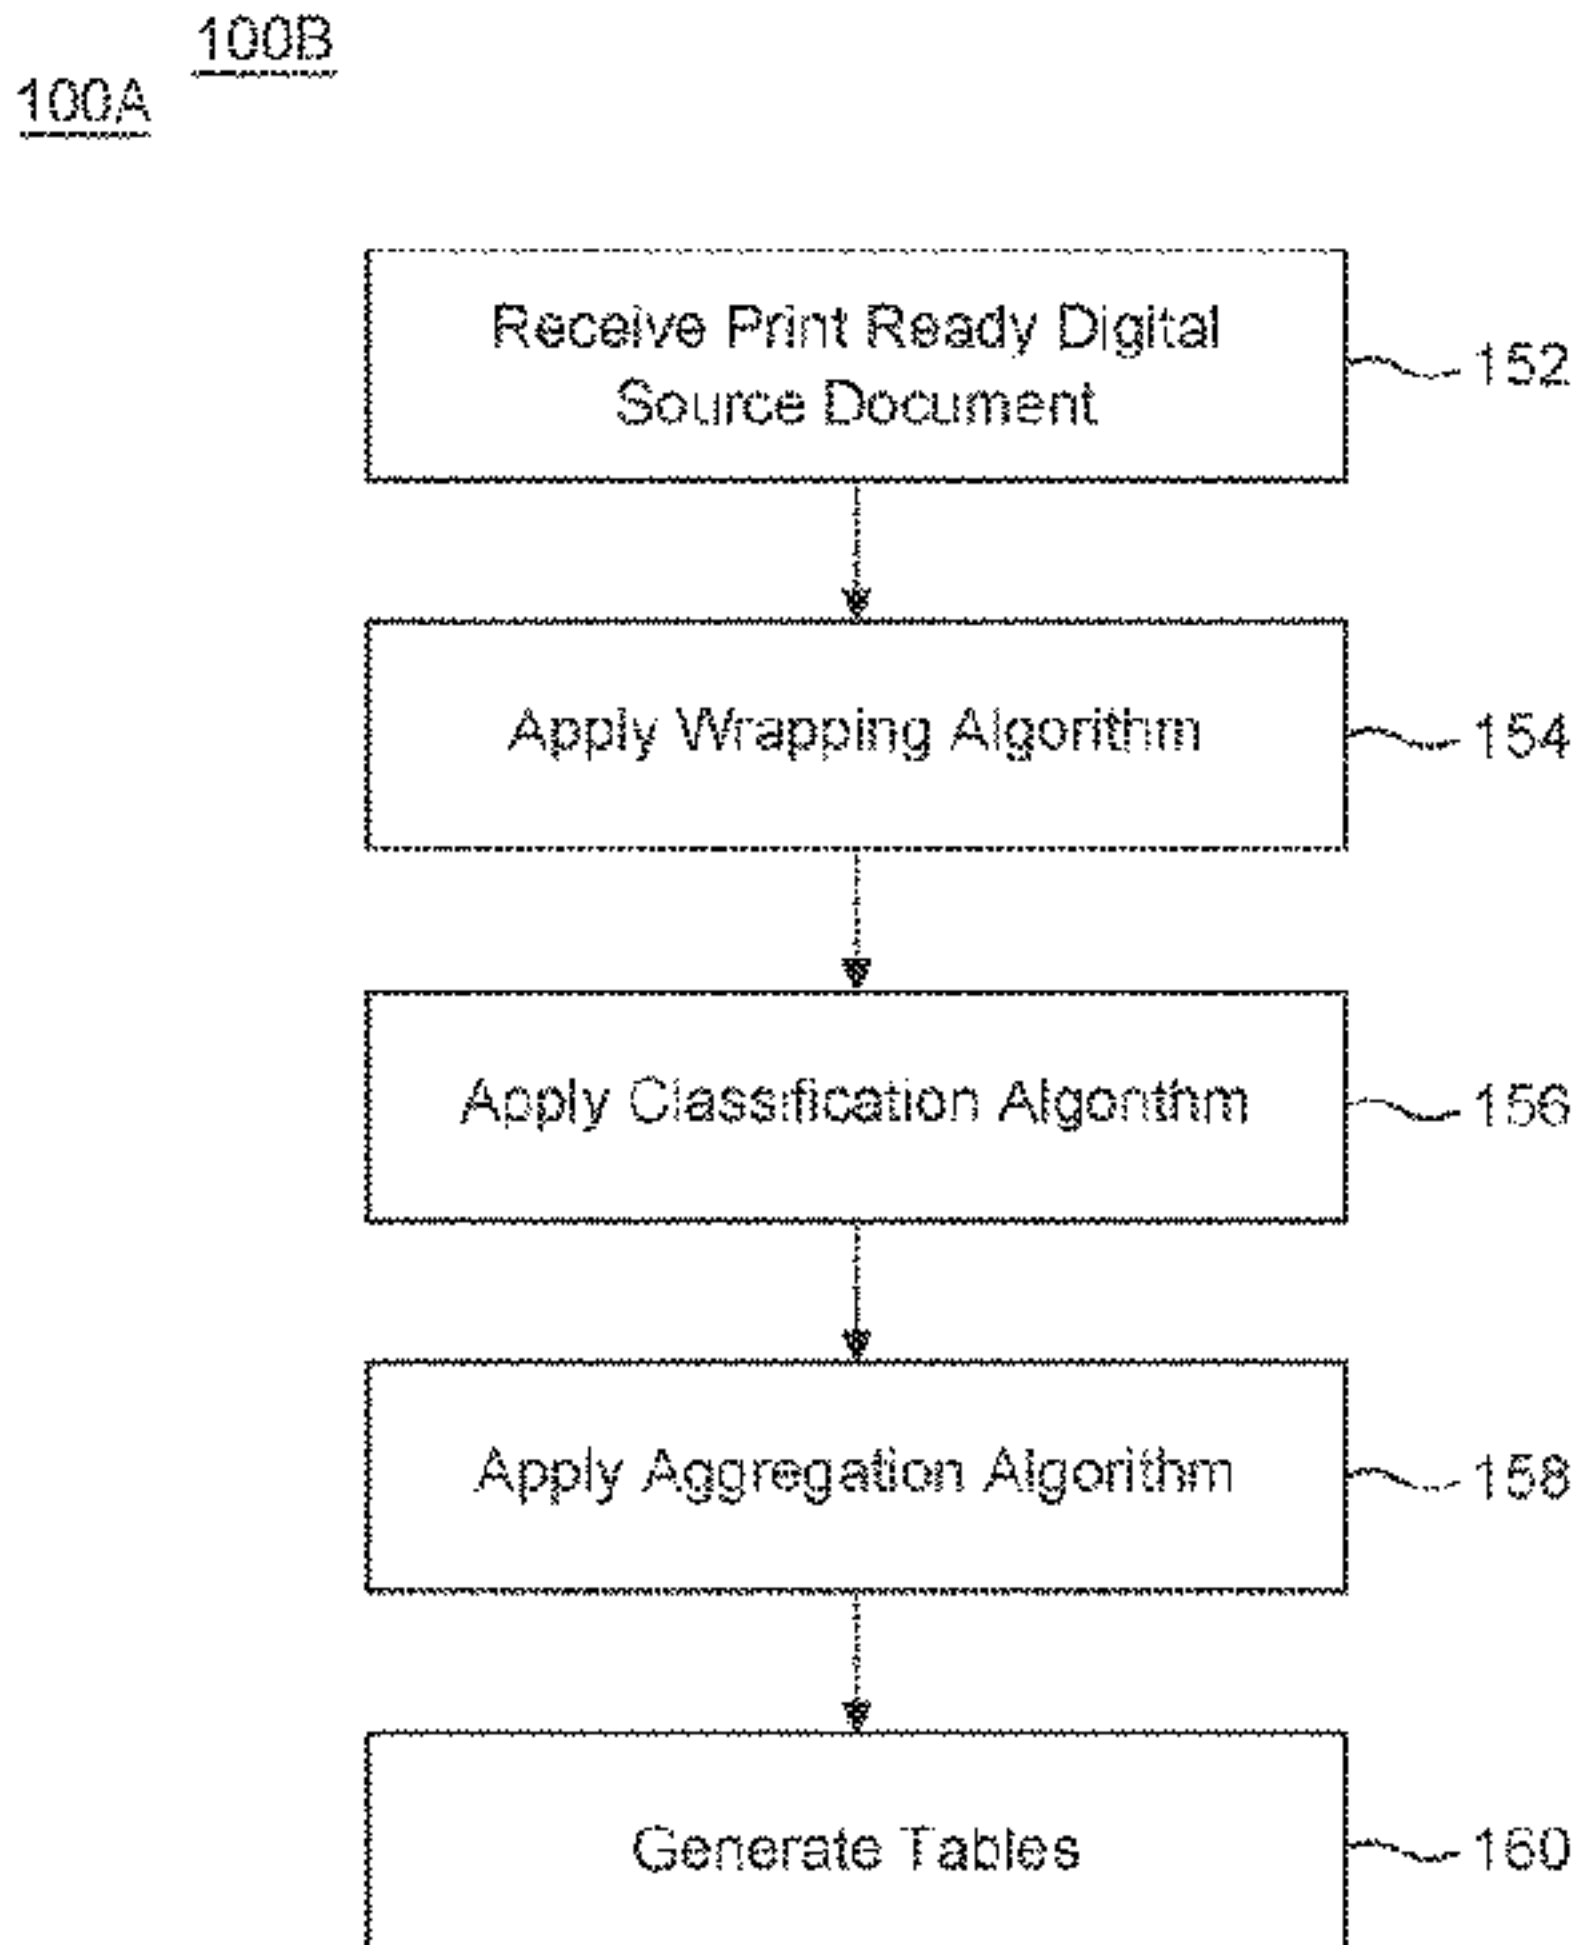 100B
100A
Receive Print Ready Digital
Source Document
152
Apply Wrapping Algorithm
154
Apply Classification Algorithm
156
Apply Aggregation Algorithm
158
Generate Tables
160